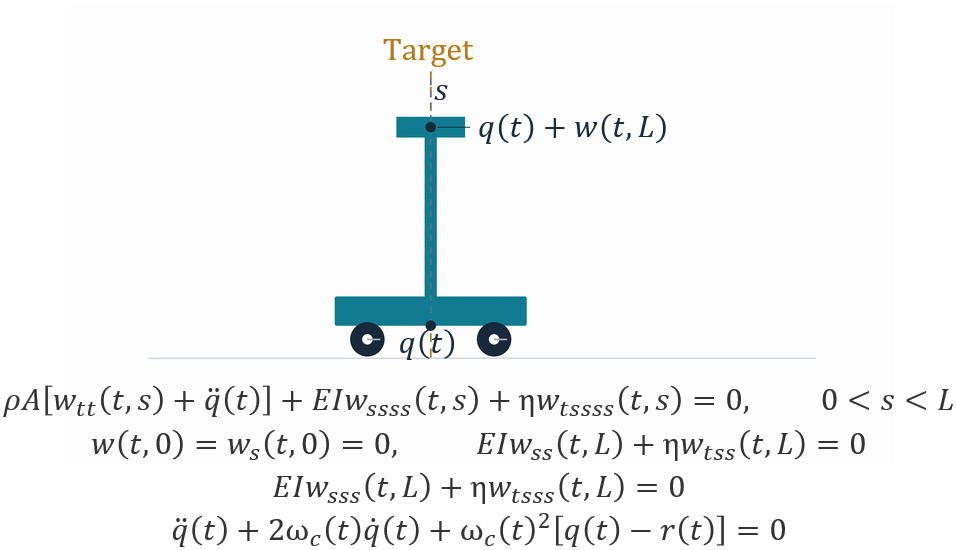 Target
s
q(t) + w(t, L)
q(t)
ρA[w_tt(t, s) + q̈(t)] + EIw_ssss(t, s) + ηw_tssss(t, s) = 0, 0 < s < L
w(t, 0) = w_s(t, 0) = 0, EIw_ss(t, L) + ηw_tss(t, L) = 0
EIw_sss(t, L) + ηw_tsss(t, L) = 0
q̈(t) + 2ω_c(t)q̇(t) + ω_c(t)²[q(t) − r(t)] = 0